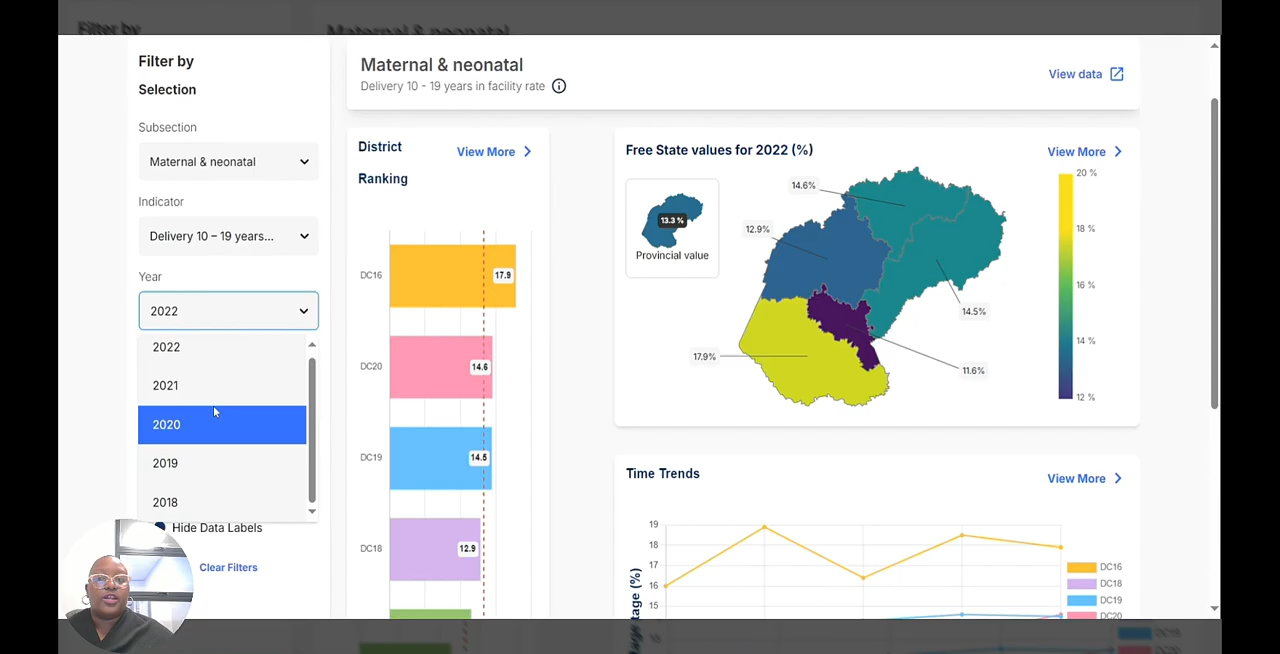 Filter by
Selection
Subsection
Maternal & neonatal
Indicator
Delivery 10 – 19 years...
Year
2022
2022
2021
2020
2019
2018
Hide Data Labels
Clear Filters
Maternal & neonatal
Delivery 10 - 19 years in facility rate
View data
District
Ranking
View More
DC16
17.9
DC20
14.6
DC19
14.5
DC18
12.9
Free State values for 2022 (%)
View More
13.3 %
Provincial value
14.6%
12.9%
17.9%
14.5%
11.6%
20 %
18 %
16 %
14 %
12 %
Time Trends
View More
19
18
17
16
15
tage (%)
DC16
DC18
DC19
DC20